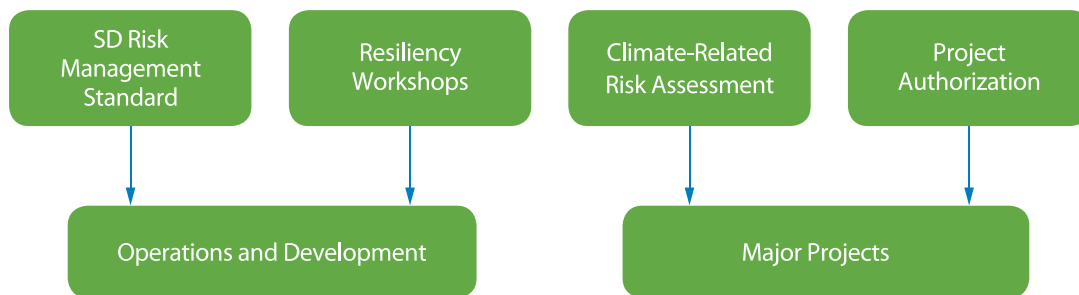 SD Risk
Management
Standard
Resiliency
Workshops
Climate-Related
Risk Assessment
Project
Authorization
Operations and Development
Major Projects